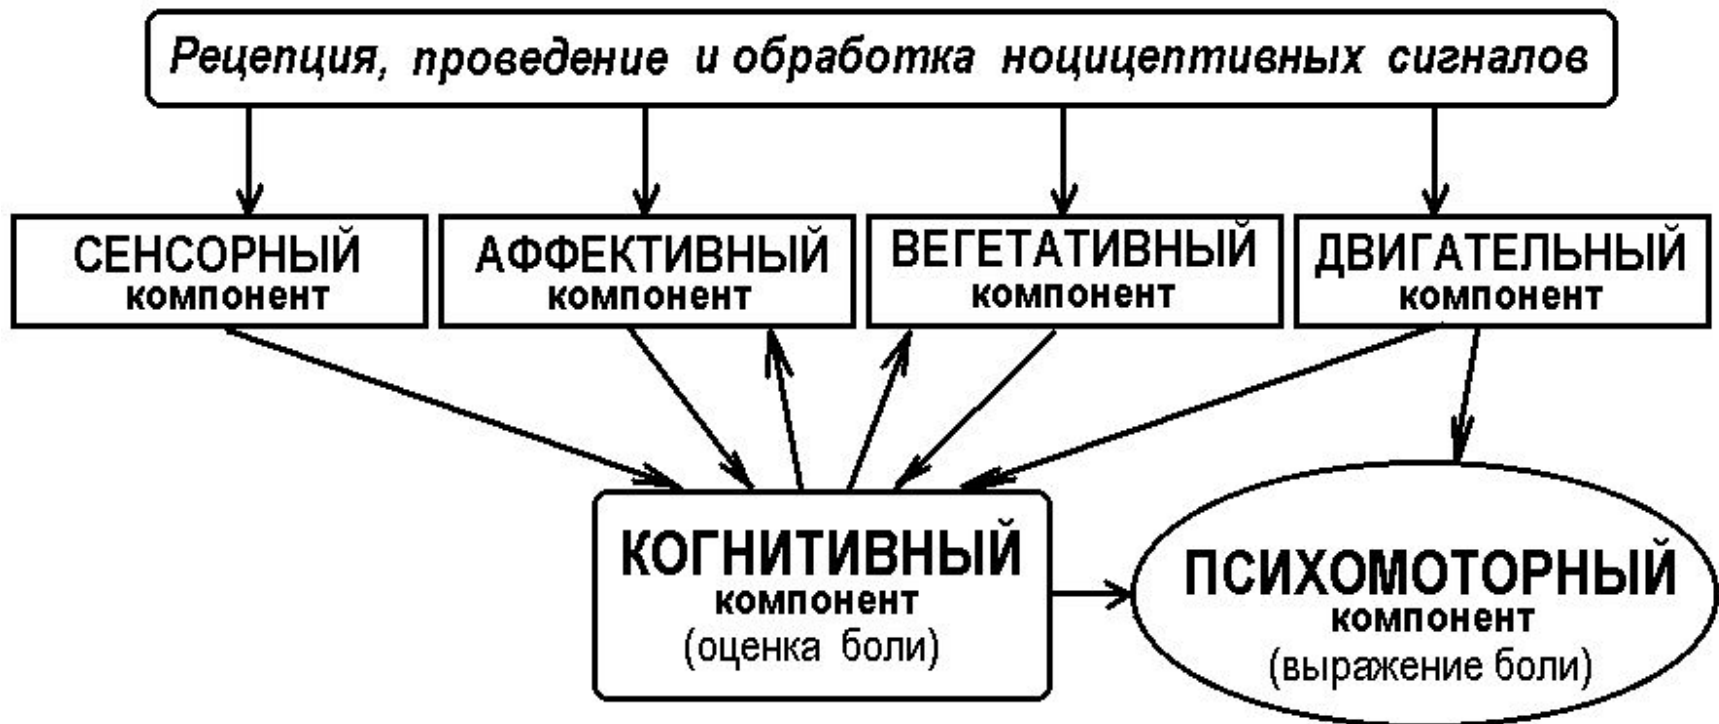 Рецепция, проведение и обработка ноцицептивных сигналов
СЕНСОРНЫЙ
компонент
АФФЕКТИВНЫЙ
компонент
ВЕГЕТАТИВНЫЙ
компонент
ДВИГАТЕЛЬНЫЙ
компонент
КОГНИТИВНЫЙ
компонент
(оценка боли)
ПСИХОМОТОРНЫЙ
компонент
(выражение боли)